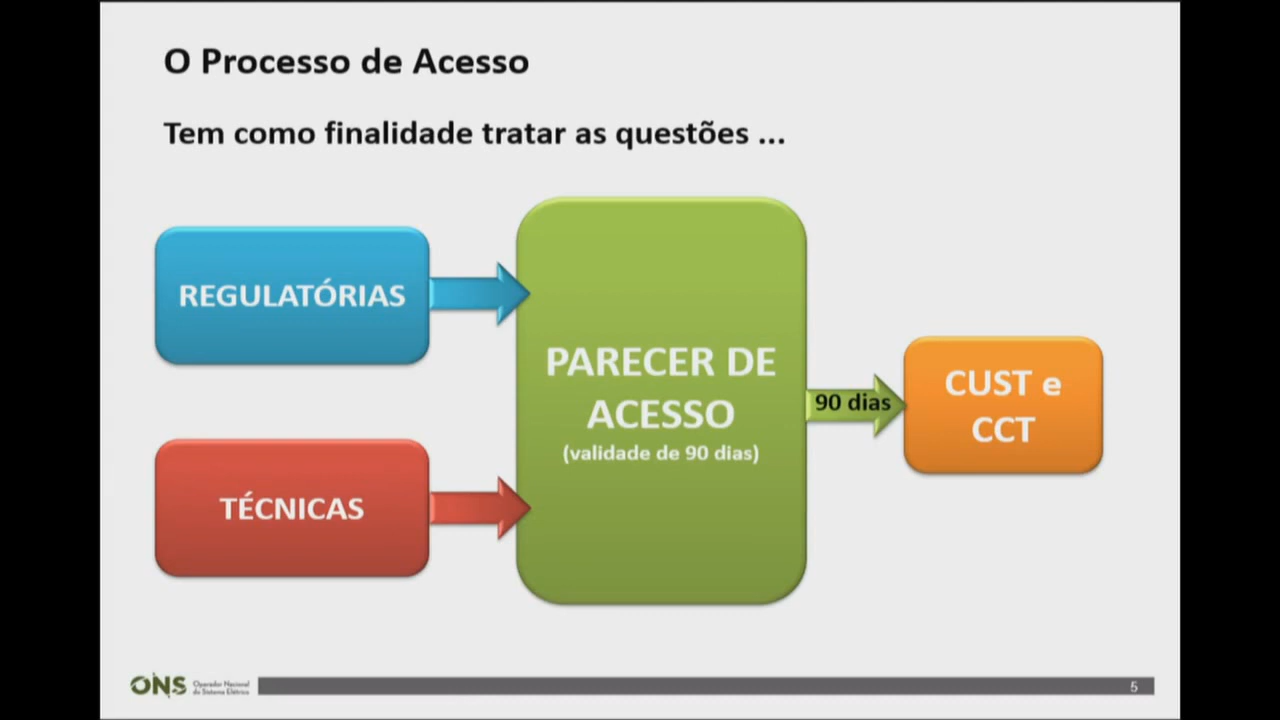 O Processo de Acesso
Tem como finalidade tratar as questões ...
REGULATÓRIAS
TÉCNICAS
PARECER DE
ACESSO
(validade de 90 dias)
90 dias
CUST e
CCT
ONS
Operador Nacional
do Sistema Elétrico
5